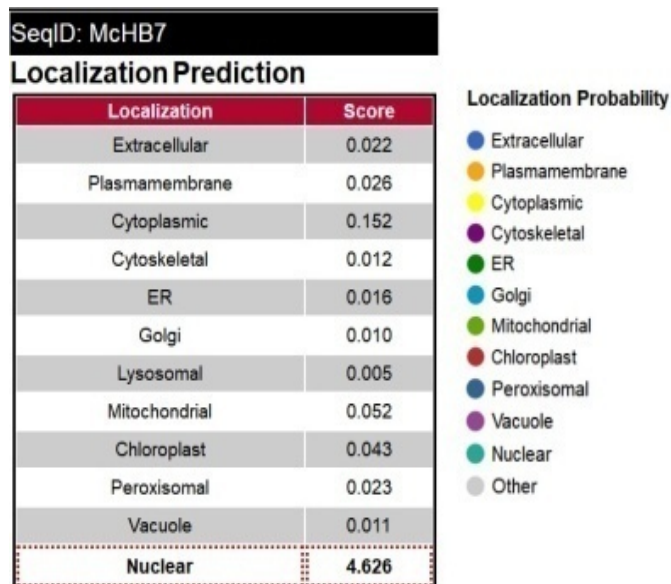 SeqID: McHB7
Localization Prediction
Localization Score
Extracellular 0.022
Plasmamembrane 0.026
Cytoplasmic 0.152
Cytoskeletal 0.012
ER 0.016
Golgi 0.010
Lysosomal 0.005
Mitochondrial 0.052
Chloroplast 0.043
Peroxisomal 0.023
Vacuole 0.011
Nuclear 4.626
Localization Probability
Extracellular
Plasmamembrane
Cytoplasmic
Cytoskeletal
ER
Golgi
Mitochondrial
Chloroplast
Peroxisomal
Vacuole
Nuclear
Other